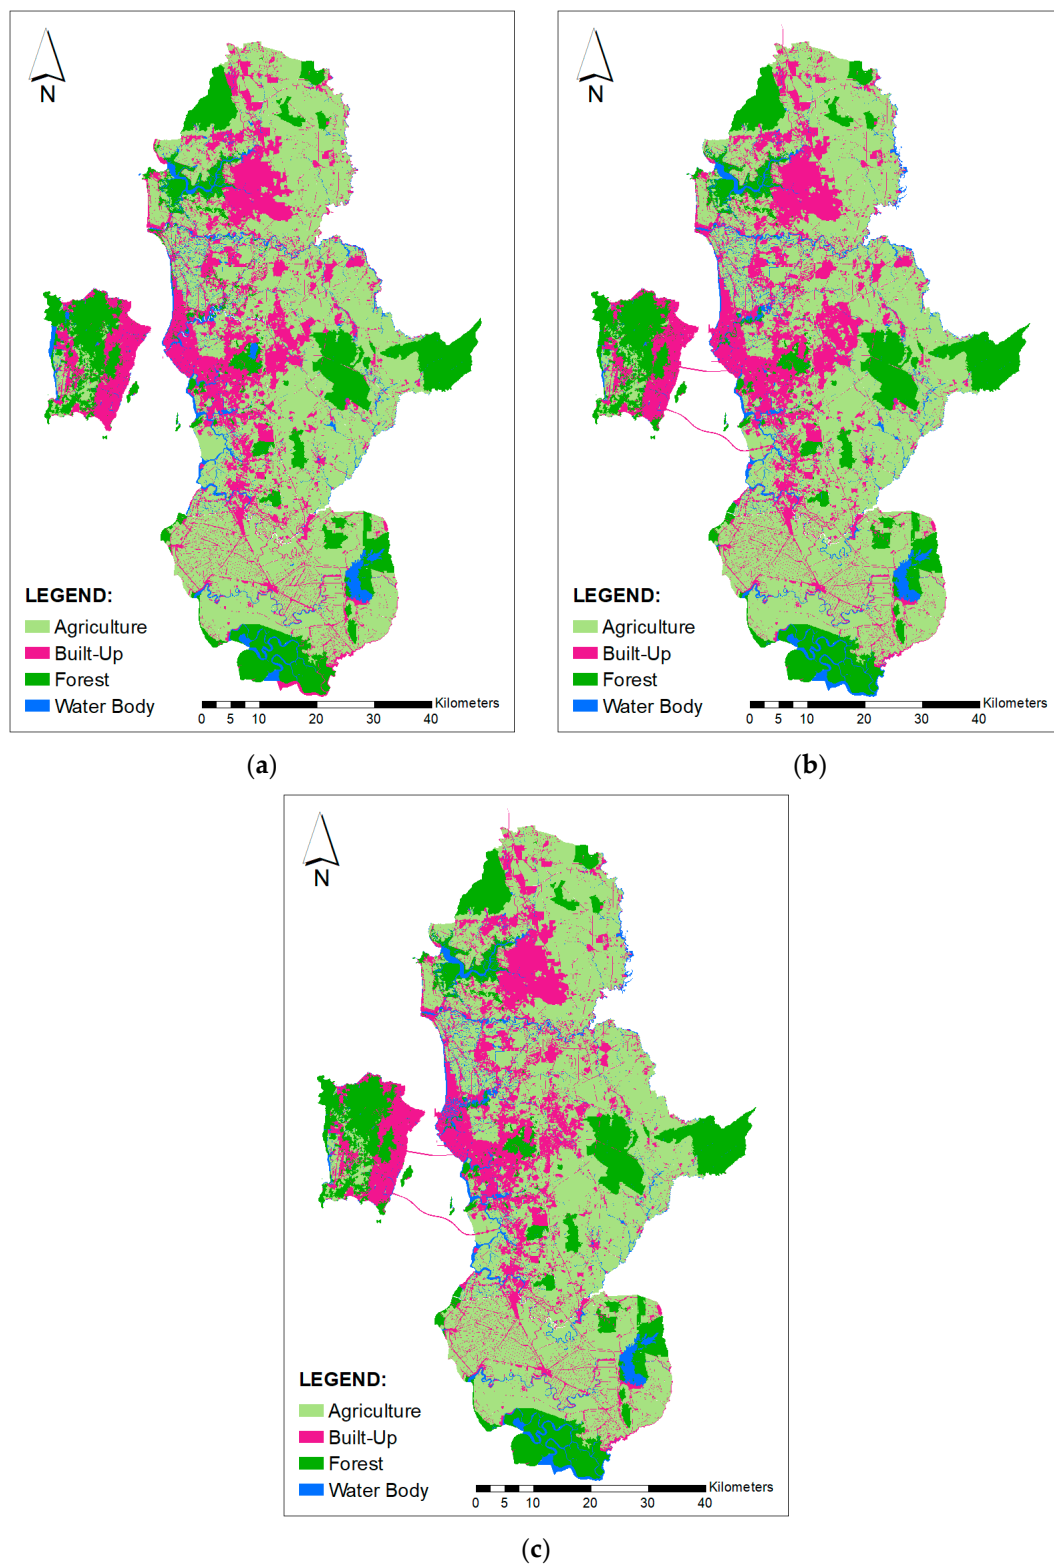 N
LEGEND:
Agriculture
Built-Up
Forest
Water Body
Kilometers
0 5 10 20 30 40
(a)
N
LEGEND:
Agriculture
Built-Up
Forest
Water Body
Kilometers
0 5 10 20 30 40
(b)
N
LEGEND:
Agriculture
Built-Up
Forest
Water Body
Kilometers
0 5 10 20 30 40
(c)